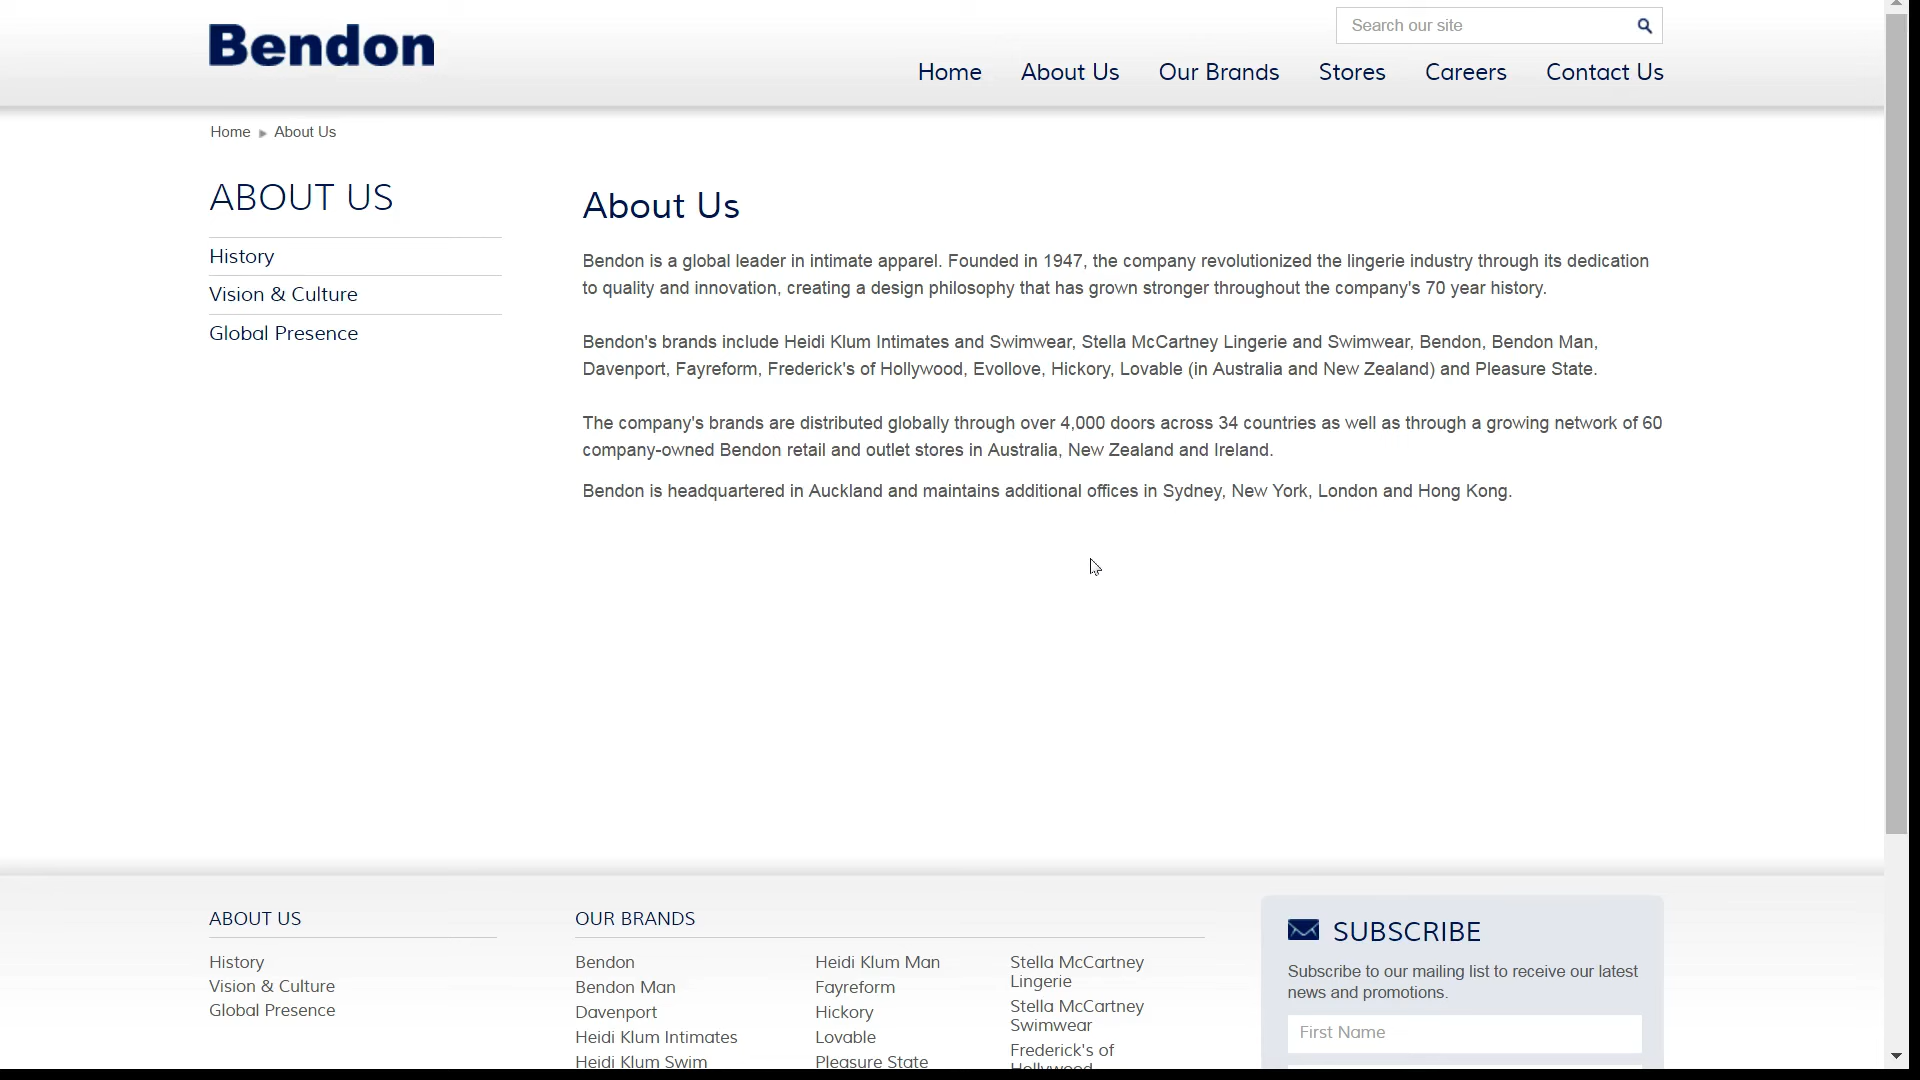 Bendon
Search our site
Home About Us Our Brands Stores Careers Contact Us
Home About Us
ABOUT US
History
Vision & Culture
Global Presence
About Us
Bendon is a global leader in intimate apparel. Founded in 1947, the company revolutionized the lingerie industry through its dedication
to quality and innovation, creating a design philosophy that has grown stronger throughout the company's 70 year history.
Bendon's brands include Heidi Klum Intimates and Swimwear, Stella McCartney Lingerie and Swimwear, Bendon, Bendon Man,
Davenport, Fayreform, Frederick's of Hollywood, Evollove, Hickory, Lovable (in Australia and New Zealand) and Pleasure State.
The company's brands are distributed globally through over 4,000 doors across 34 countries as well as through a growing network of 60
company-owned Bendon retail and outlet stores in Australia, New Zealand and Ireland.
Bendon is headquartered in Auckland and maintains additional offices in Sydney, New York, London and Hong Kong.
ABOUT US
History
Vision & Culture
Global Presence
OUR BRANDS
Bendon
Bendon Man
Davenport
Heidi Klum Intimates
Heidi Klum Swim
Heidi Klum Man
Fayreform
Hickory
Lovable
Pleasure State
Stella McCartney
Lingerie
Stella McCartney
Swimwear
Frederick's of
Hollywood
SUBSCRIBE
Subscribe to our mailing list to receive our latest
news and promotions.
First Name